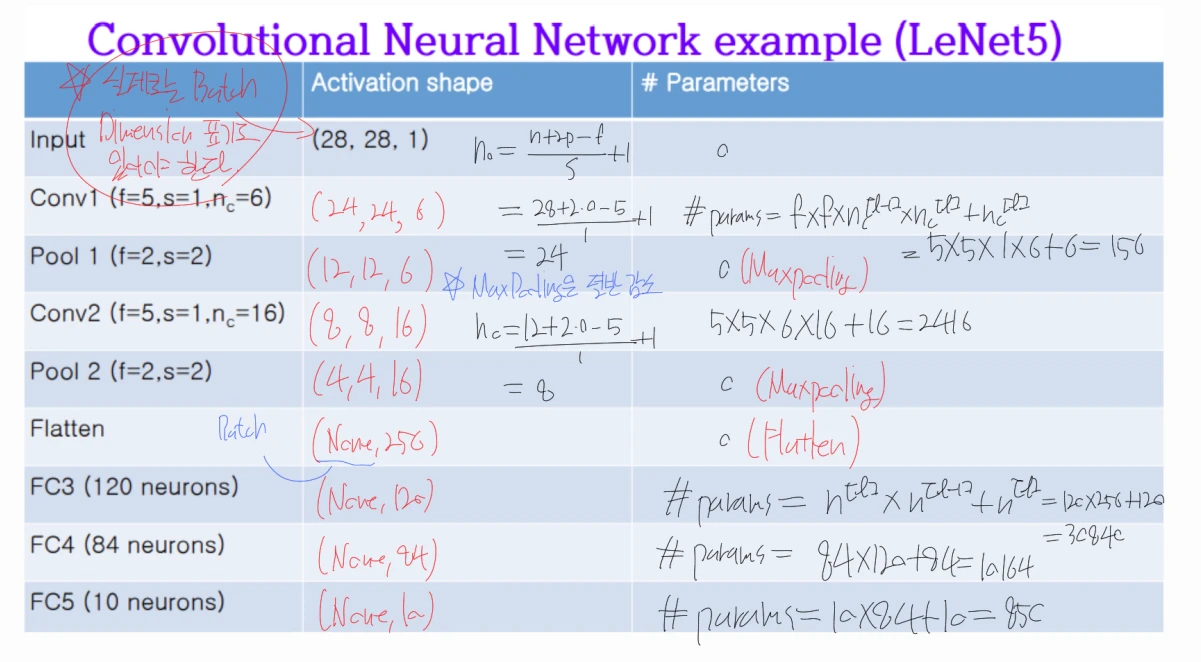 Convolutional Neural Network example (LeNet5)
☆ 실제로는 Batch
Dimension 표기도
있어야 한다
Activation shape
# Parameters
Input
(28, 28, 1)
n₀ = (n+2p-f)/s +1
0
Conv1 (f=5,s=1,n_c=6)
(24, 24, 6)
= (28+2·0-5)/1 +1
# params = f×f×n_c^[l-1]×n_c^[l]+n_c^[l]
= 5×5×1×6+6=156
Pool 1 (f=2,s=2)
(12, 12, 6)
= 24
☆ MaxPooling은 절반 감소
0 (Maxpooling)
Conv2 (f=5,s=1,n_c=16)
(8, 8, 16)
n₀ = (12+2·0-5)/1 +1
5×5×6×16+16=2416
Pool 2 (f=2,s=2)
(4,4,16)
= 8
0 (Maxpooling)
Flatten
Batch
(None, 256)
0 (Flatten)
FC3 (120 neurons)
(None, 120)
# params = n^[l]×n^[l-1]+n^[l] = 120×256+120
= 30840
FC4 (84 neurons)
(None, 84)
# params = 84×120+84=10164
FC5 (10 neurons)
(None, 10)
# params = 10×84+10=850